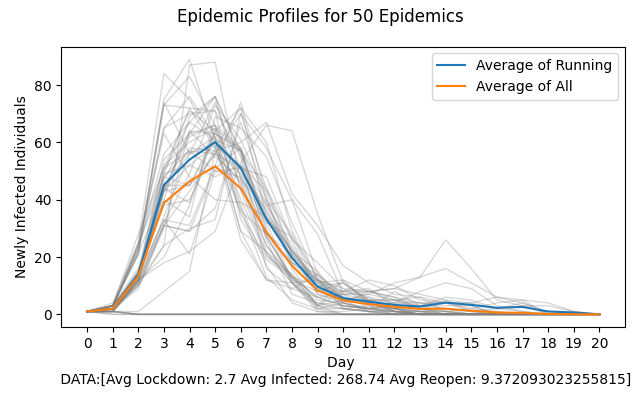 Epidemic Profiles for 50 Epidemics
Average of Running
Average of All
Newly Infected Individuals
80
60
40
20
0
0 1 2 3 4 5 6 7 8 9 10 11 12 13 14 15 16 17 18 19 20
Day
DATA:[Avg Lockdown: 2.7 Avg Infected: 268.74 Avg Reopen: 9.372093023255815]